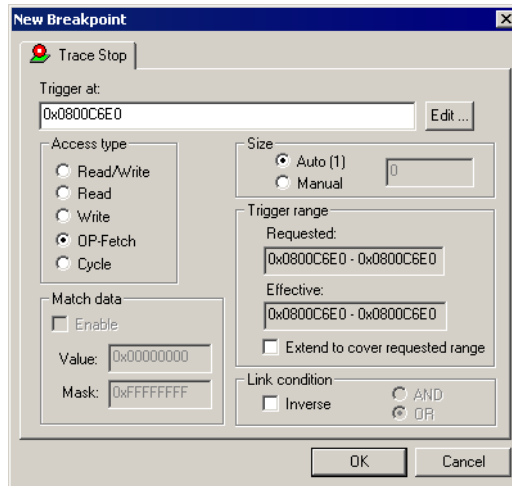 New Breakpoint
Trace Stop
Trigger at:
0x0800C6E0
Edit ...
Access type
Read/Write
Read
Write
OP-Fetch
Cycle
Size
Auto (1)
0
Manual
Trigger range
Requested:
0x0800C6E0 - 0x0800C6E0
Effective:
0x0800C6E0 - 0x0800C6E0
Extend to cover requested range
Match data
Enable
Value: 0x00000000
Mask: 0xFFFFFFFF
Link condition
Inverse
AND
OR
OK
Cancel